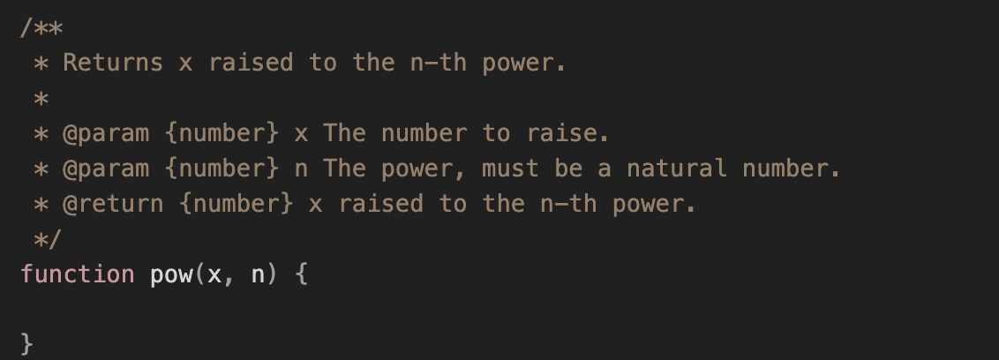 /**
 * Returns x raised to the n-th power.
 *
 * @param {number} x The number to raise.
 * @param {number} n The power, must be a natural number.
 * @return {number} x raised to the n-th power.
 */
function pow(x, n) {

}